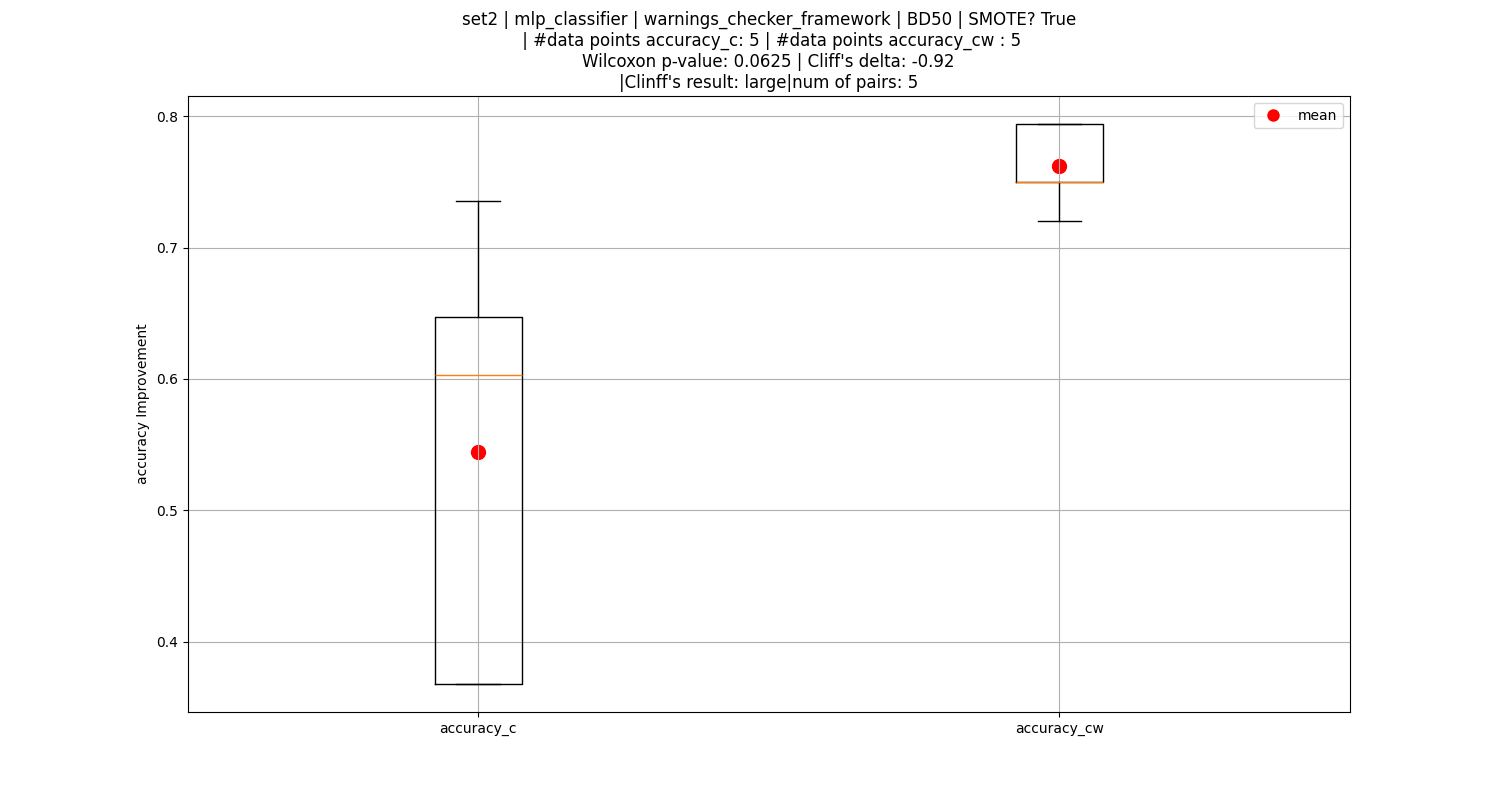 set2 | mlp_classifier | warnings_checker_framework | BD50 | SMOTE? True
| #data points accuracy_c: 5 | #data points accuracy_cw : 5
Wilcoxon p-value: 0.0625 | Cliff's delta: -0.92
|Clinff's result: large|num of pairs: 5
mean
0.8
0.7
0.6
0.5
0.4
accuracy Improvement
accuracy_c
accuracy_cw